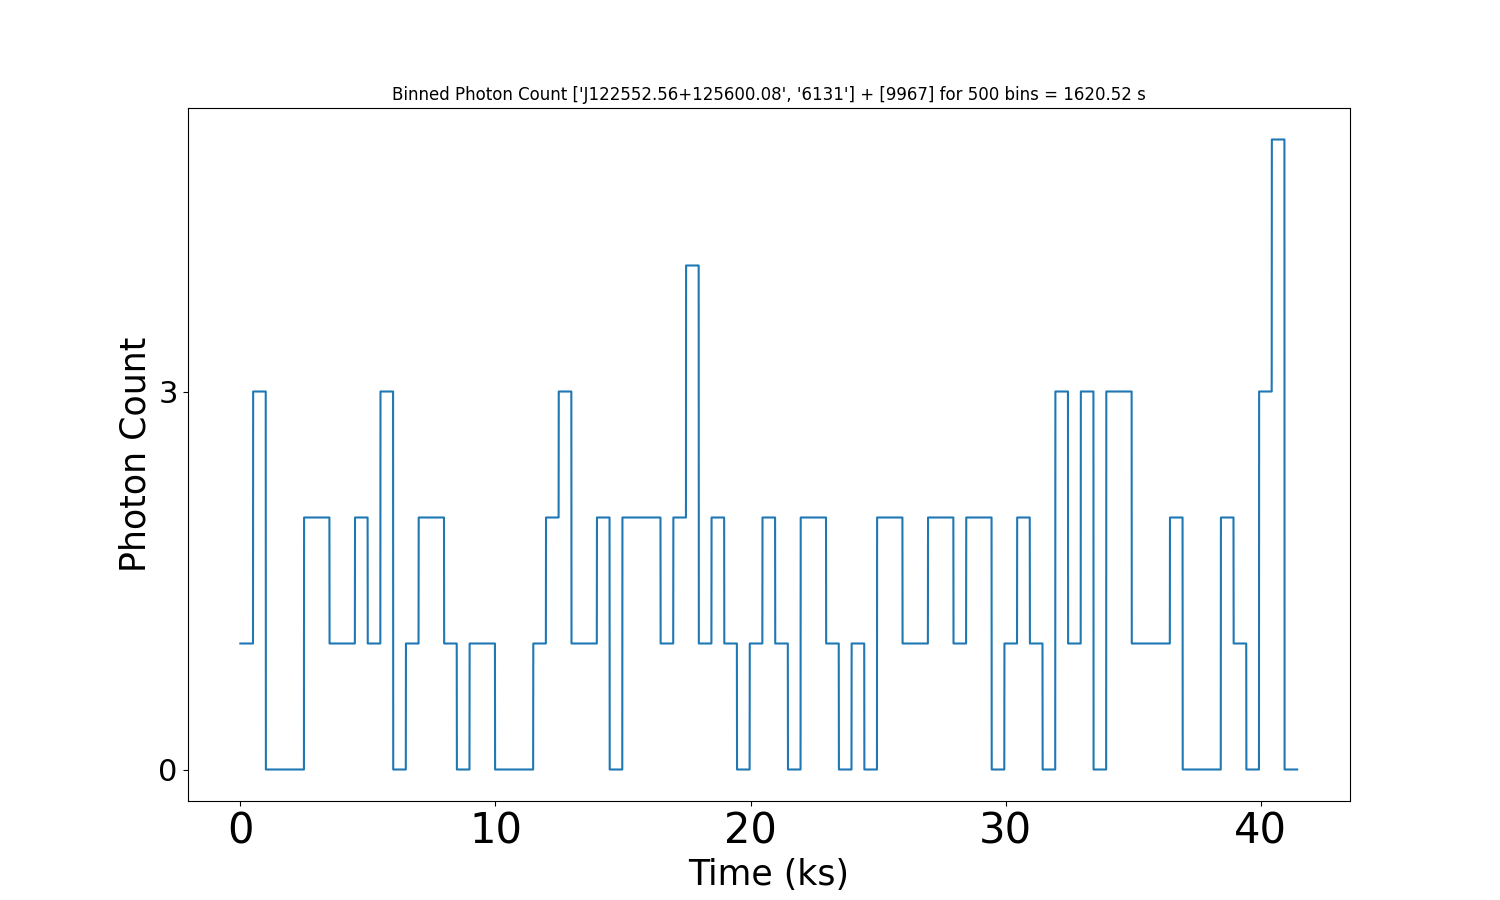 Binned Photon Count ['J122552.56+125600.08', '6131'] + [9967] for 500 bins = 1620.52 s
Photon Count
3
0
0 10 20 30 40
Time (ks)